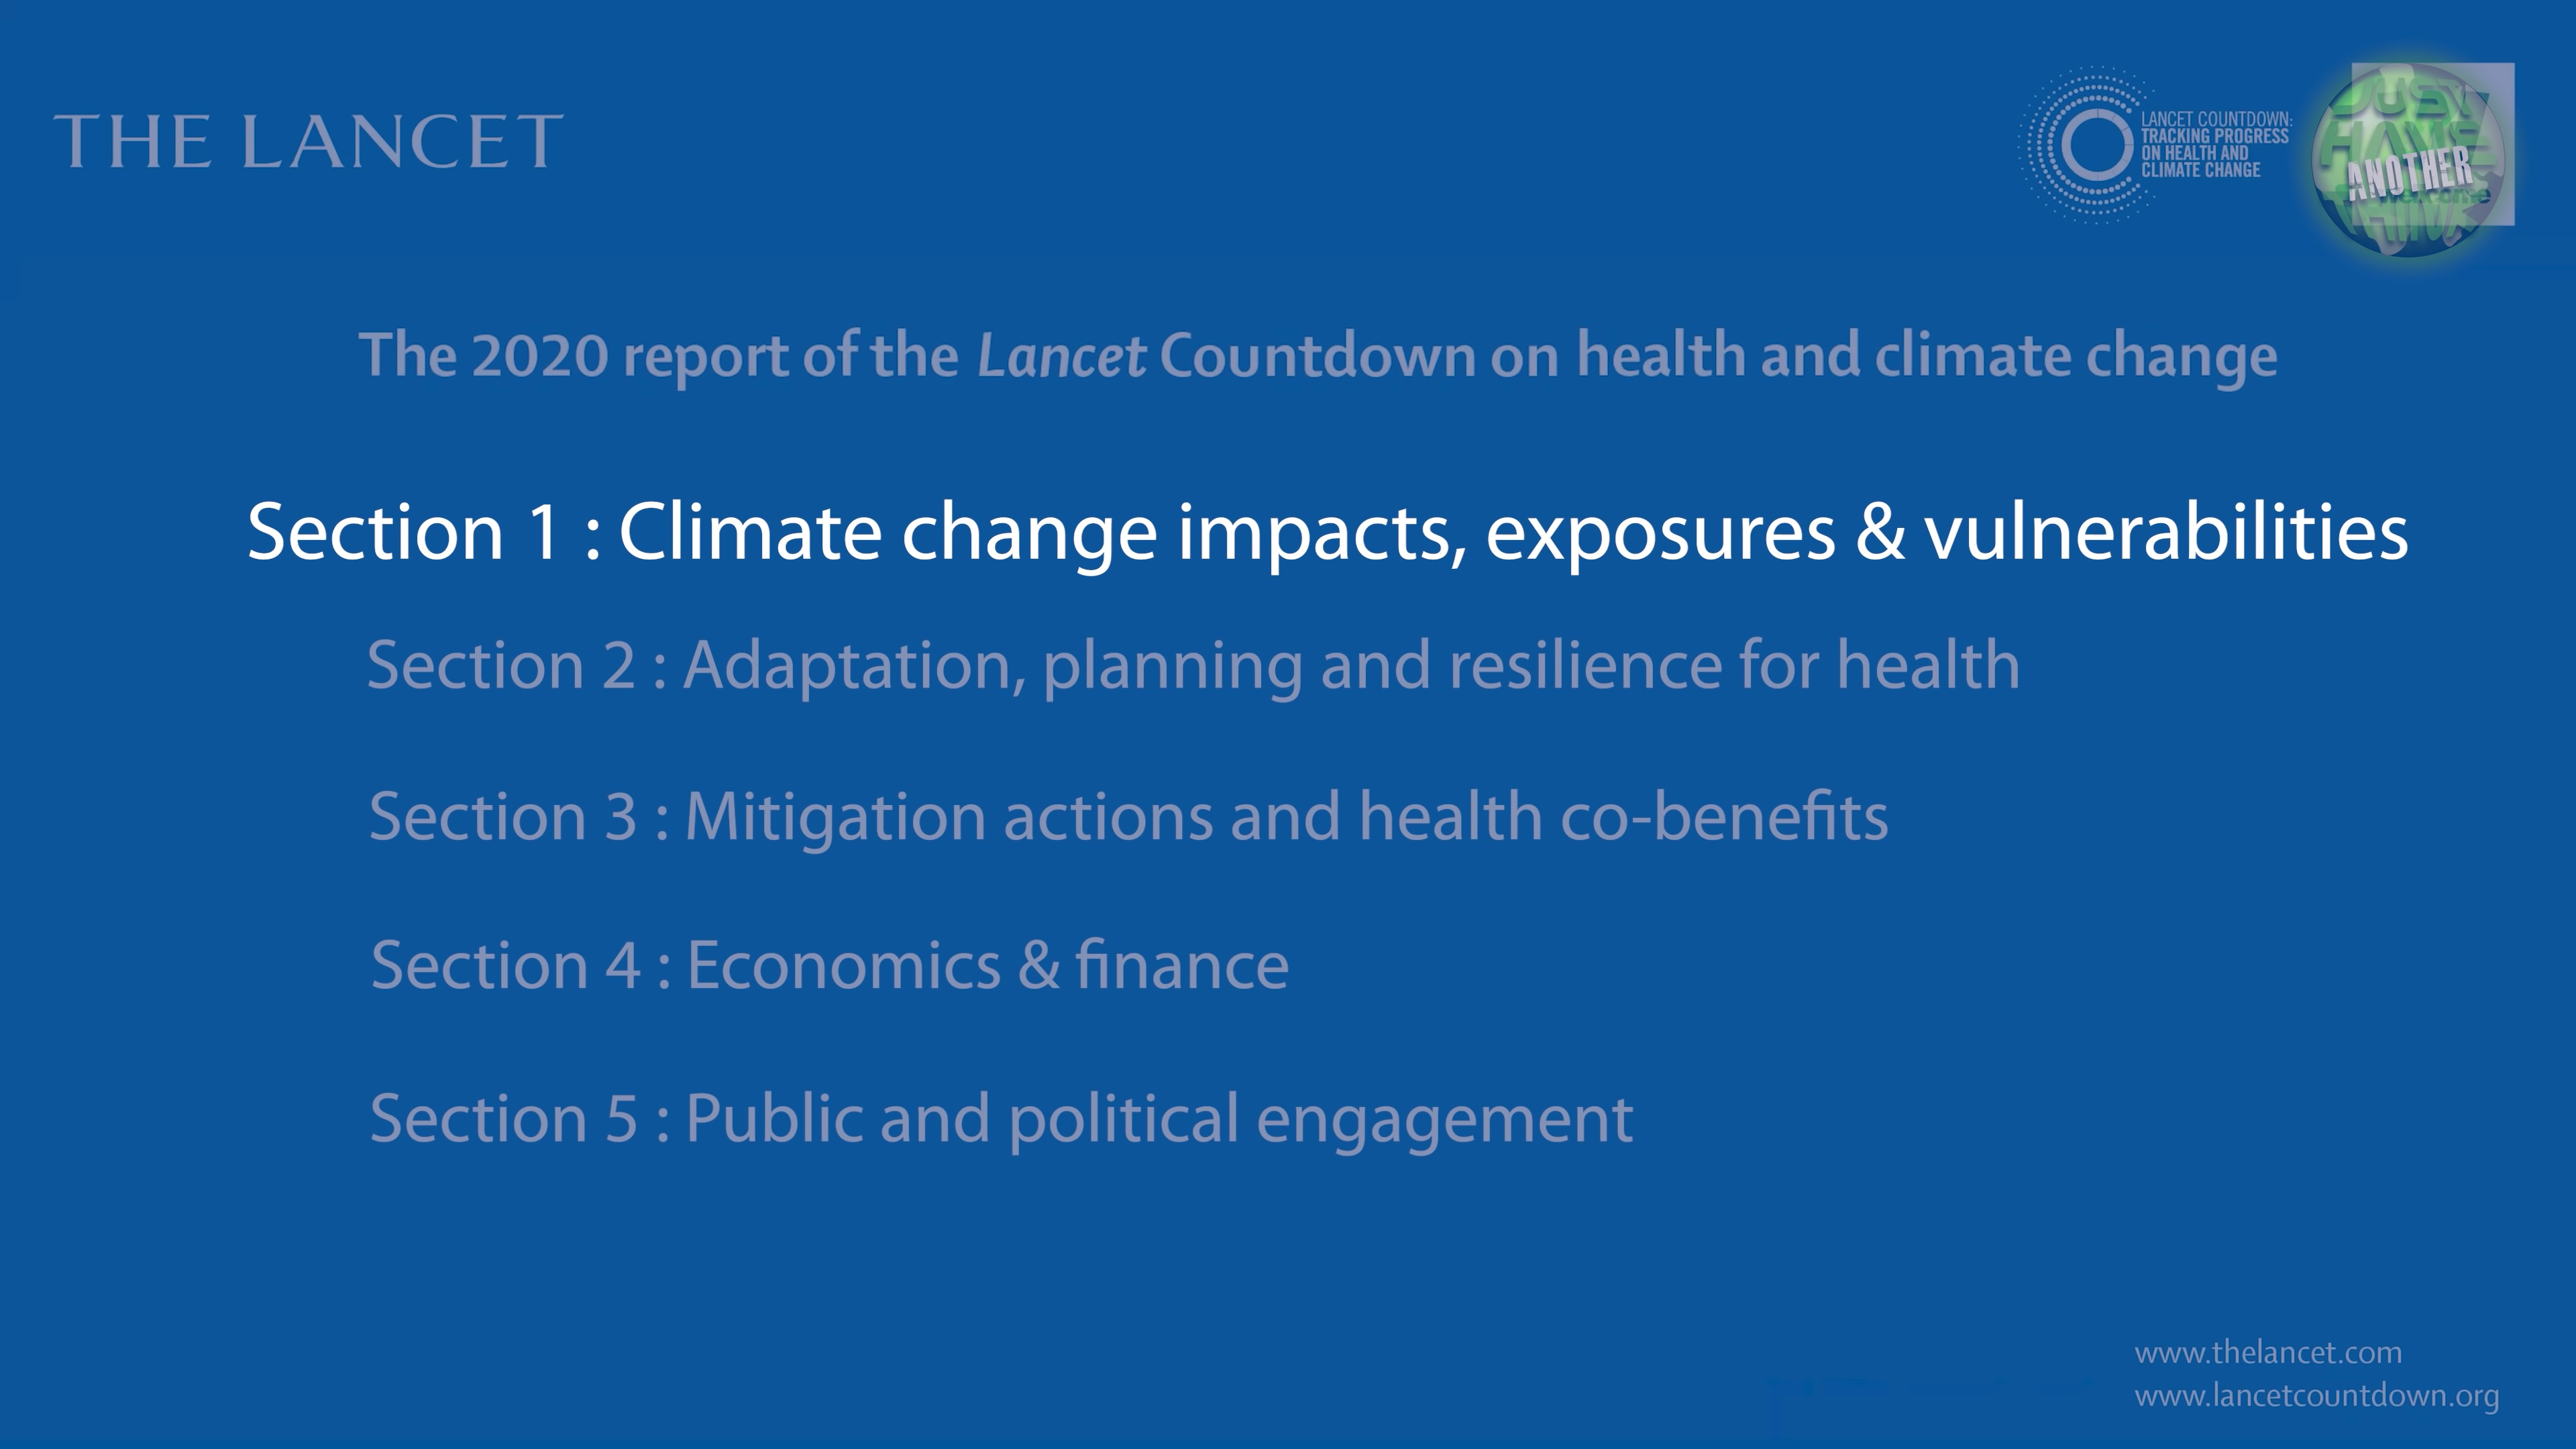 THE LANCET
LANCET COUNTDOWN:
TRACKING PROGRESS
ON HEALTH AND
CLIMATE CHANGE
JUST
HAVE
ANOTHER
The 2020 report of the Lancet Countdown on health and climate change
Section 1 : Climate change impacts, exposures & vulnerabilities
Section 2 : Adaptation, planning and resilience for health
Section 3 : Mitigation actions and health co-benefits
Section 4 : Economics & finance
Section 5 : Public and political engagement
www.thelancet.com
www.lancetcountdown.org